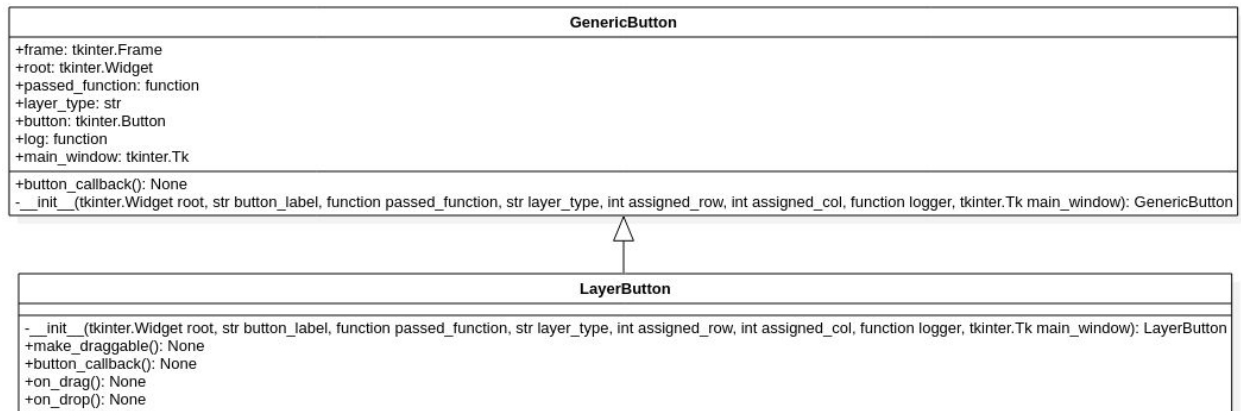 GenericButton
+frame: tkinter.Frame
+root: tkinter.Widget
+passed_function: function
+layer_type: str
+button: tkinter.Button
+log: function
+main_window: tkinter.Tk
+button_callback(): None
-__init__(tkinter.Widget root, str button_label, function passed_function, str layer_type, int assigned_row, int assigned_col, function logger, tkinter.Tk main_window): GenericButton
LayerButton
-__init__(tkinter.Widget root, str button_label, function passed_function, str layer_type, int assigned_row, int assigned_col, function logger, tkinter.Tk main_window): LayerButton
+make_draggable(): None
+button_callback(): None
+on_drag(): None
+on_drop(): None